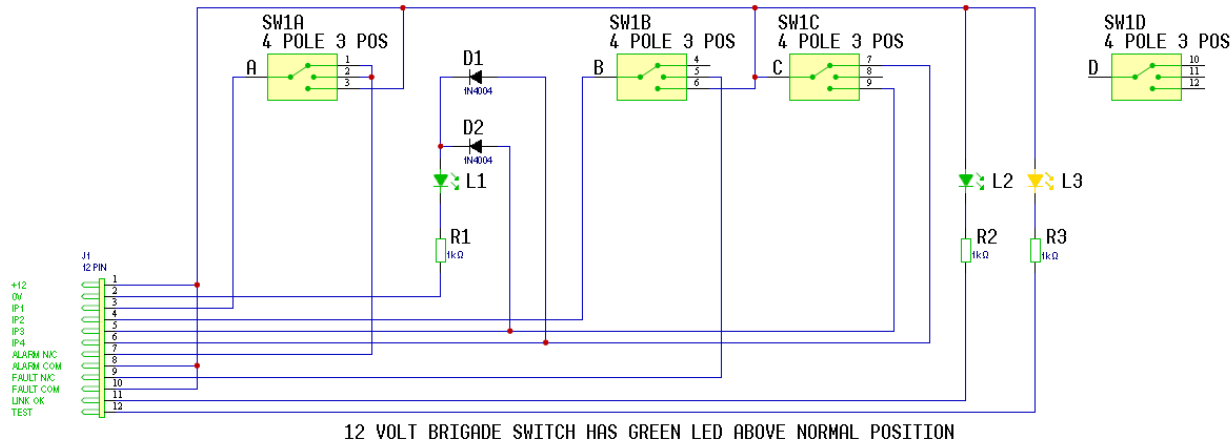 SW1A
4 POLE 3 POS
A
1
2
3
D1
1N4004
D2
1N4004
L1
R1
1kΩ
SW1B
4 POLE 3 POS
B
4
5
6
SW1C
4 POLE 3 POS
C
7
8
9
SW1D
4 POLE 3 POS
D
10
11
12
L2
L3
R2
1kΩ
R3
1kΩ
J1
12 PIN
+12 1
0V 2
IP1 3
IP2 4
IP3 5
IP4 6
ALARM N/C 7
ALARM COM 8
FAULT N/C 9
FAULT COM 10
LINK OK 11
TEST 12
12 VOLT BRIGADE SWITCH HAS GREEN LED ABOVE NORMAL POSITION